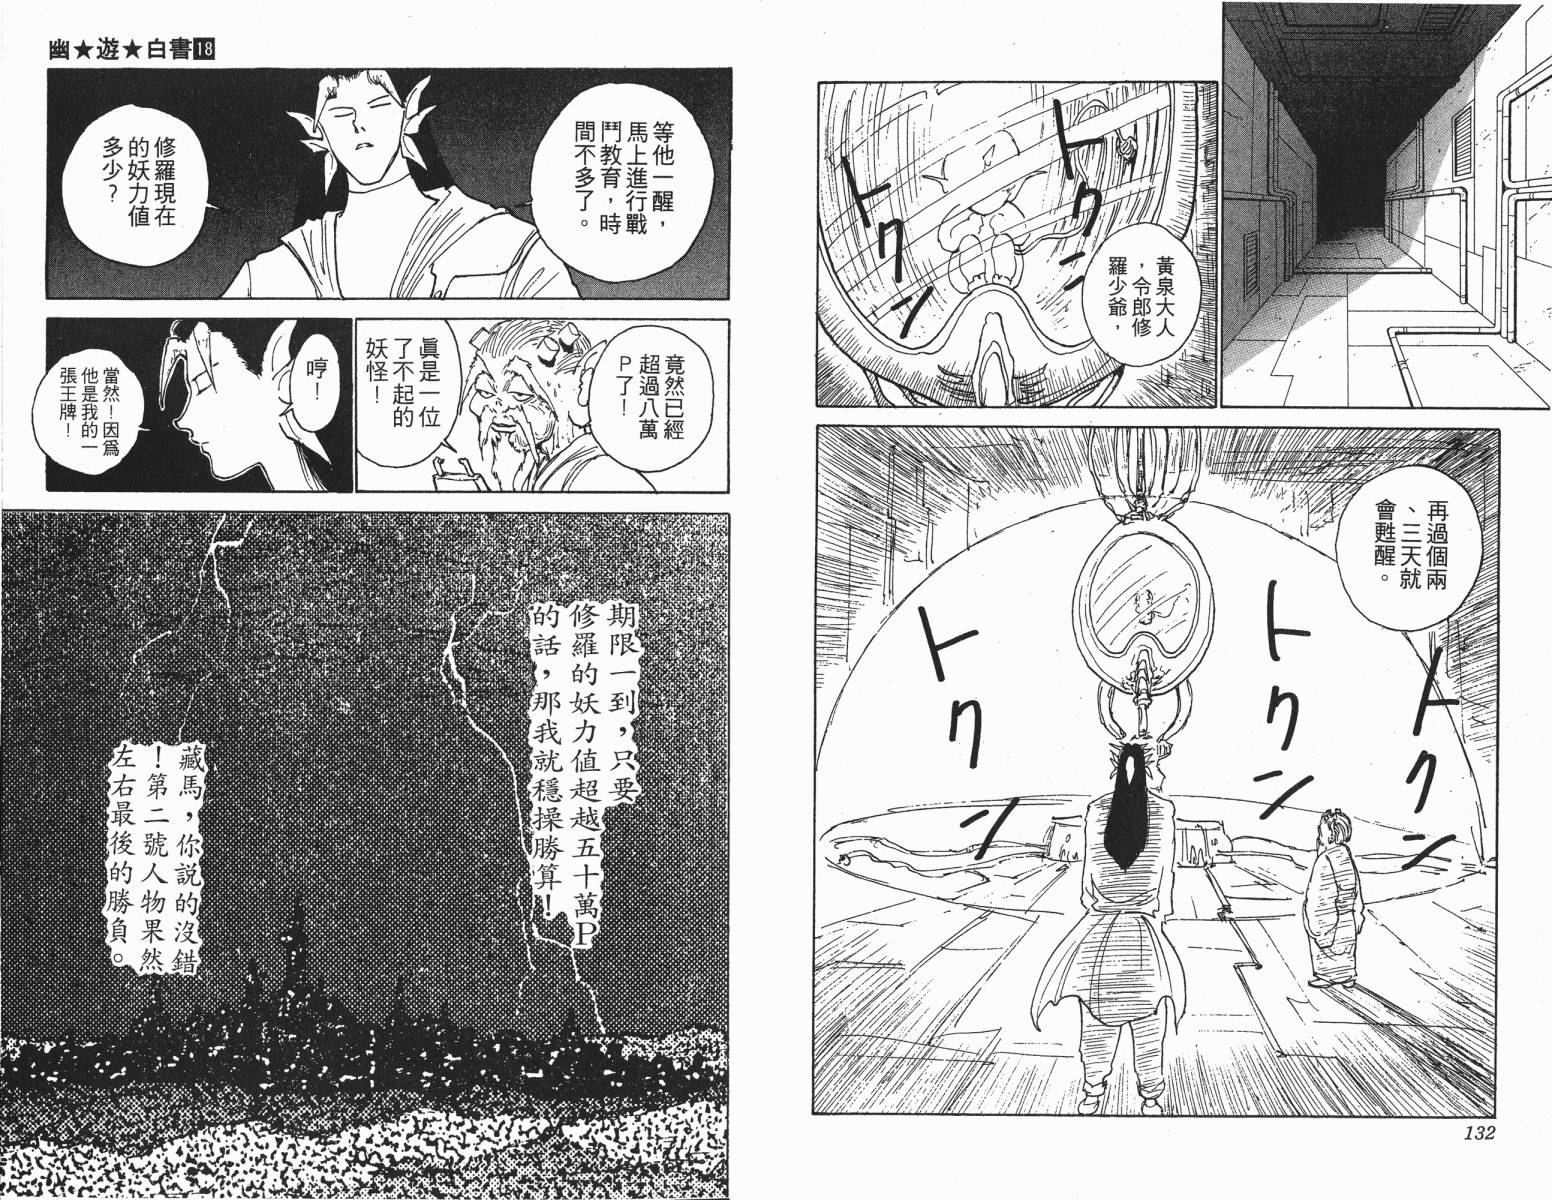 黃泉大人
，令郎修
羅少爺，
トクン
トクン
再過個兩
、三天就
會甦醒。
トクン
トクン
トクン
132
幽★遊★白書18
等他一醒，
馬上進行戰
鬥教育，時
間不多了。
修羅現在
的妖力值
多少？
竟然已經
超過八萬
P了！
眞是一位
了不起的
妖怪！
哼！
當然！因爲
他是我的一
張王牌！
期限一到，只要
修羅的妖力值超越五十萬P
的話，那我就穩操勝算！
藏馬，你說的沒錯
！第二號人物果然
左右最後的勝負。